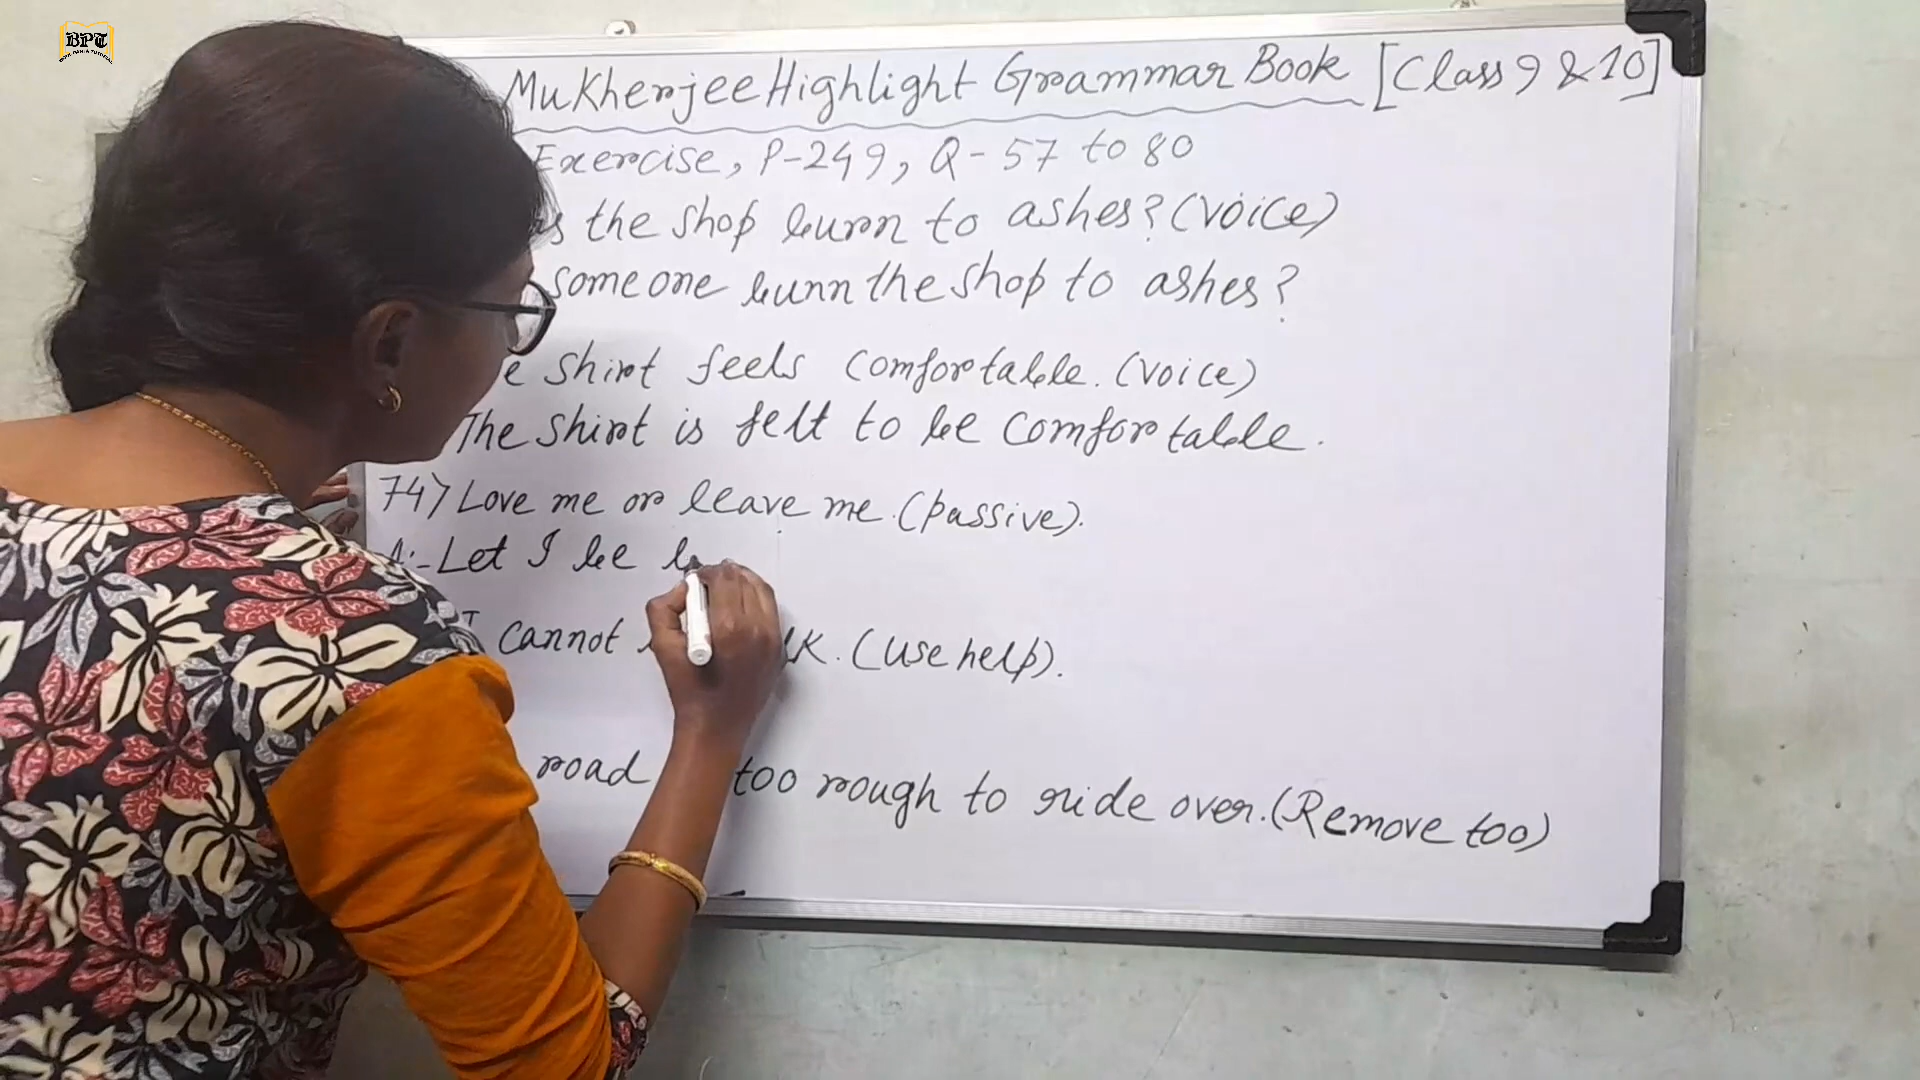 BPT
Mukherjee Highlight Grammar Book [Class 9 & 10]
Exercise, P-249, Q-57 to 80
the shop burn to ashes? (voice)
someone burn the shop to ashes?
shirt feels comfortable. (voice)
The shirt is felt to be comfortable.
74) Love me or leave me. (passive).
A:- Let I be
I cannot (use help).
road too rough to ride over. (Remove too)